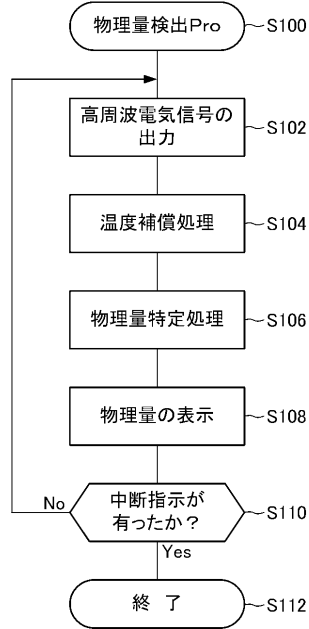 物理量検出Pro
S100
高周波電気信号の
出力
S102
温度補償処理
S104
物理量特定処理
S106
物理量の表示
S108
中断指示が
有ったか?
S110
No
Yes
終 了
S112